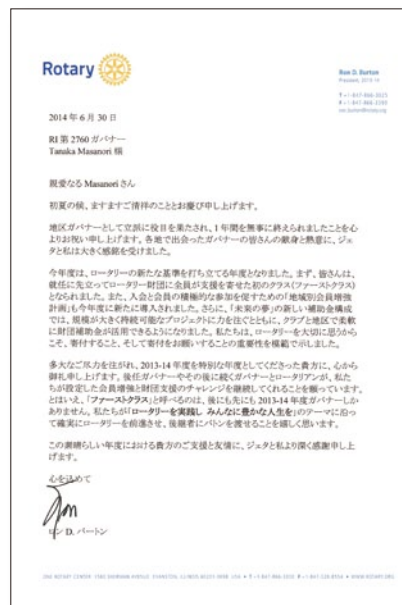 Rotary
Ron D. Burton
President, 2013-14
2014 年 6 月 30 日
RI 第 2760 ガバナー
Tanaka Masanori 様
親愛なる Masanori さん
初夏の候、ますますご清祥のこととお慶び申し上げます。
地区ガバナーとして立派に役目を果たされ、1 年間を無事に終えられましたことを心
よりお祝い申し上げます。各地で出会ったガバナーの皆さんの献身と熱意に、ジェ
タと私は大きく感銘を受けました。
今年度は、ロータリーの新たな基準を打ち立てる年度となりました。まず、皆さんは、
就任に先立ってロータリー財団に全員が支援を寄せた初のクラス(ファーストクラス)
となられました。また、入会と会員の積極的な参加を促すための「地域別会員増強
計画」も今年度に新たに導入されました。さらに、「未来の夢」の新しい補助金構成
では、規模が大きく持続可能なプロジェクトに力を注ぐとともに、クラブと地区で柔軟
に財団補助金が活用できるようになりました。私たちは、ロータリーを大切に思うから
こそ、寄付すること、そして寄付をお願いすることの重要性を模範で示しました。
多大なご尽力を注がれ、2013-14 年度を特別な年度としてくださった貴方に、心から
御礼申し上げます。後任ガバナーやその後に続くガバナーとロータリアンが、私た
ちが設定した会員増強と財団支援のチャレンジを継続してくれることを願っています。
とはいえ、「ファーストクラス」と呼べるのは、後にも先にも 2013-14 年度ガバナーしか
ありません。私たちが「ロータリーを実践し みんなに豊かな人生を」のテーマに沿っ
て確実にロータリーを前進させ、後継者にバトンを渡せることを嬉しく思います。
この素晴らしい年度における貴方のご支援と友情に、ジェタと私より深く感謝申し上
げます。
心を込めて
Ron
ロン D. バートン
ONE ROTARY CENTER 1560 SHERMAN AVENUE EVANSTON, ILLINOIS 60201-3698 USA
WWW.ROTARY.ORG